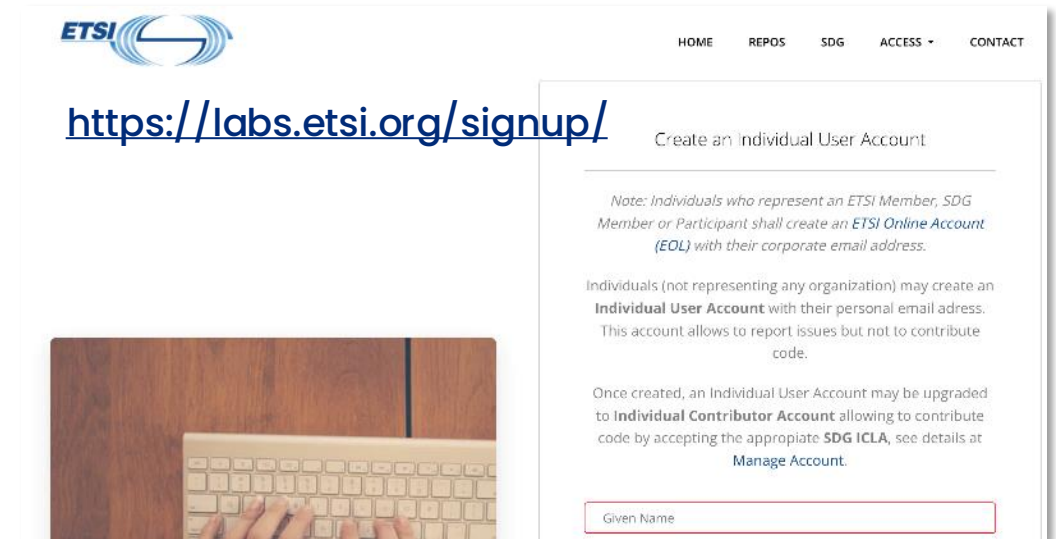 ETSI
HOME REPOS SDG ACCESS CONTACT
https://labs.etsi.org/signup/
Create an Individual User Account
Note: Individuals who represent an ETSI Member, SDG
Member or Participant shall create an ETSI Online Account
(EOL) with their corporate email address.
Individuals (not representing any organization) may create an
Individual User Account with their personal email adress.
This account allows to report issues but not to contribute
code.
Once created, an Individual User Account may be upgraded
to Individual Contributor Account allowing to contribute
code by accepting the appropiate SDG ICLA, see details at
Manage Account.
Given Name